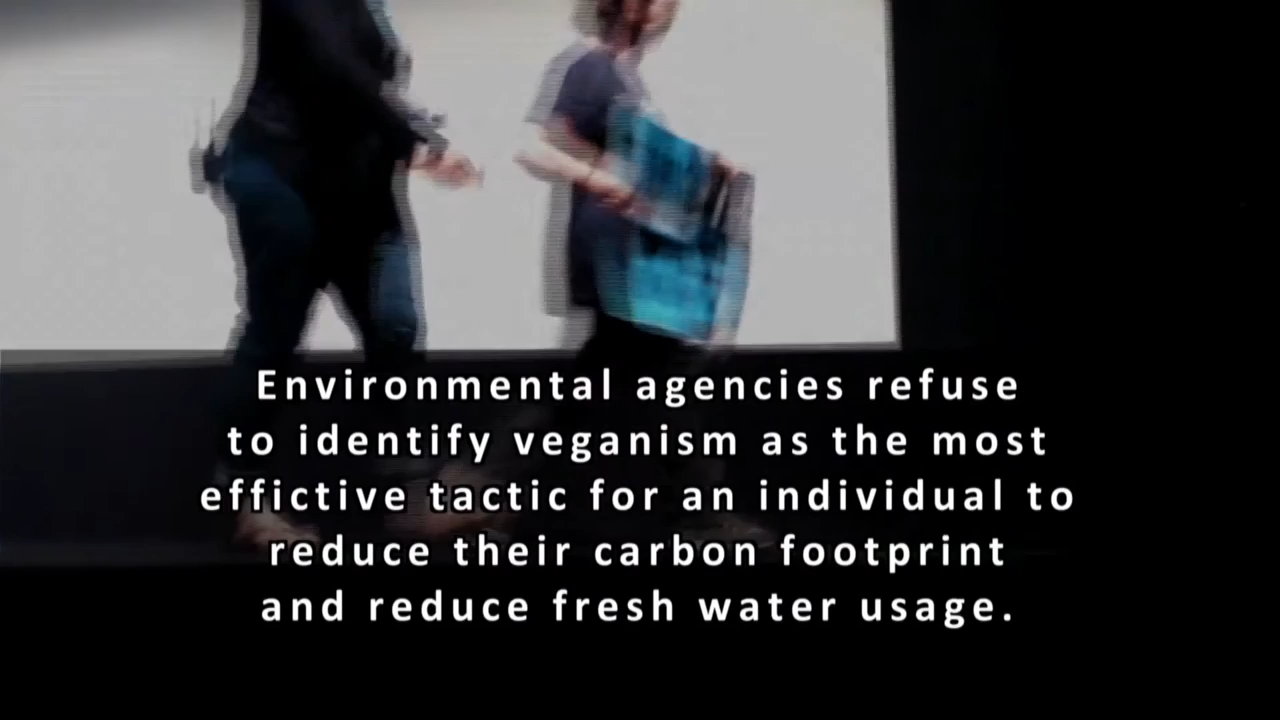 Environmental agencies refuse
to identify veganism as the most
effictive tactic for an individual to
reduce their carbon footprint
and reduce fresh water usage.